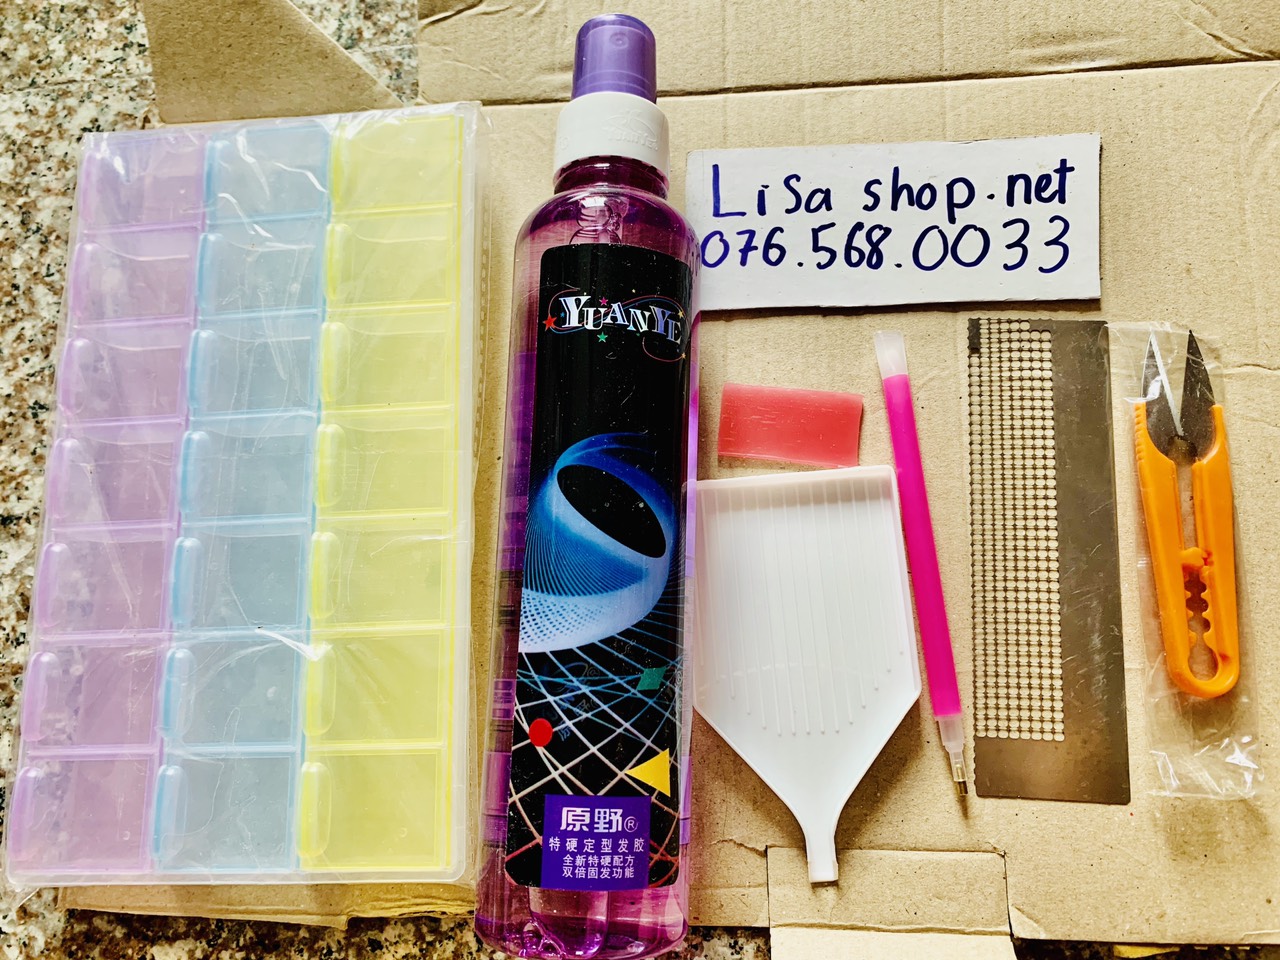 LiSa shop.net
076.568.0033
YUANYE
原野®
特硬定型发胶
全新特硬配方
双倍固发功能